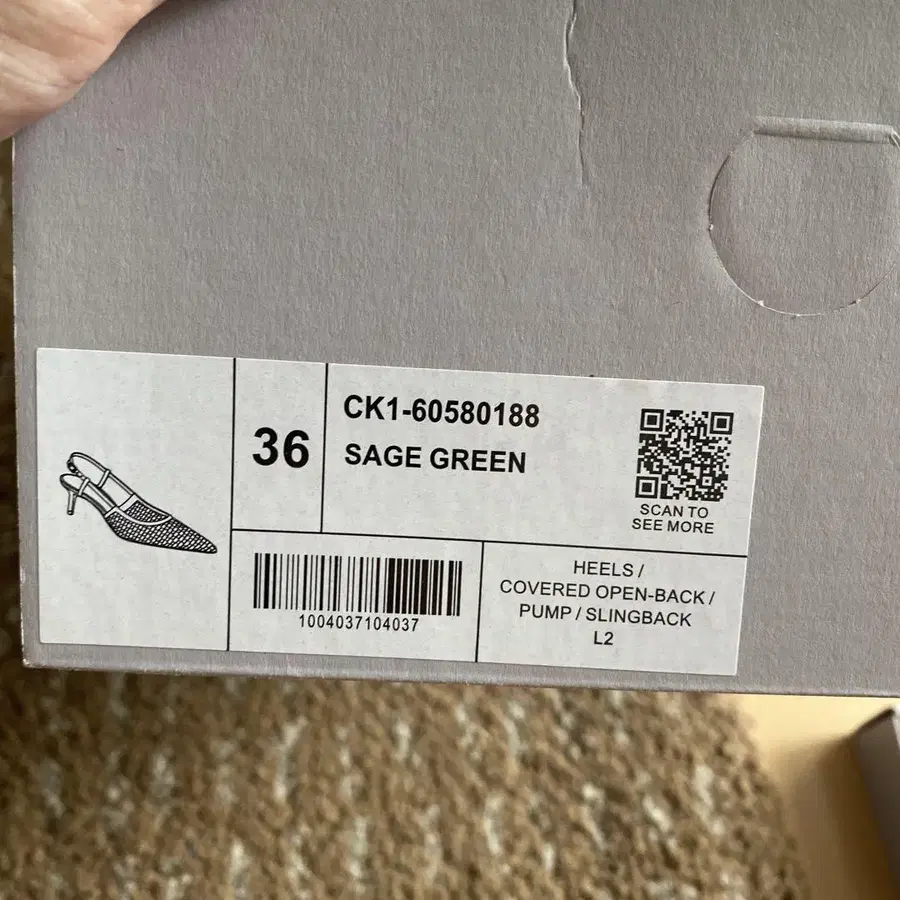 36
CK1-60580188
SAGE GREEN
SCAN TO
SEE MORE
1004037104037
HEELS /
COVERED OPEN-BACK /
PUMP / SLINGBACK
L2